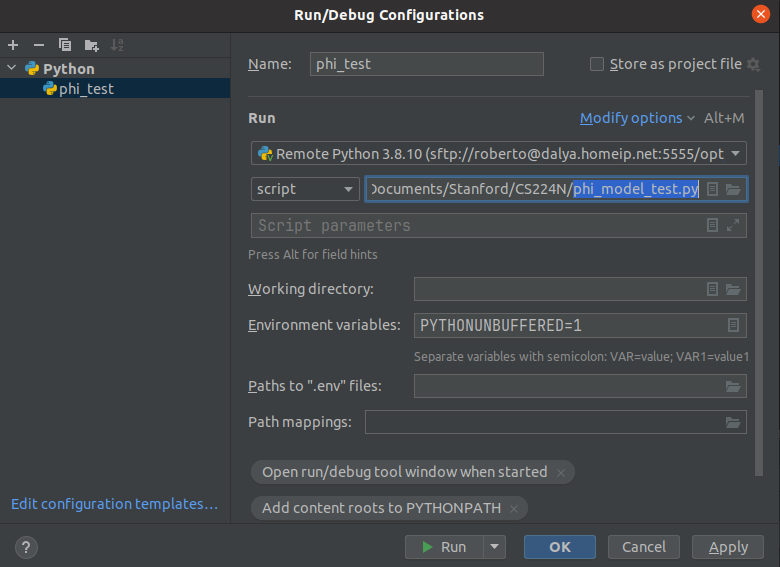 Run/Debug Configurations
Python
phi_test
Name: phi_test Store as project file
Run Modify options Alt+M
Remote Python 3.8.10 (sftp://roberto@dalya.homeip.net:5555/opt
script Documents/Stanford/CS224N/phi_model_test.py
Script parameters
Press Alt for field hints
Working directory:
Environment variables: PYTHONUNBUFFERED=1
Separate variables with semicolon: VAR=value; VAR1=value1
Paths to ".env" files:
Path mappings:
Open run/debug tool window when started ×
Add content roots to PYTHONPATH ×
Edit configuration templates…
? Run OK Cancel Apply